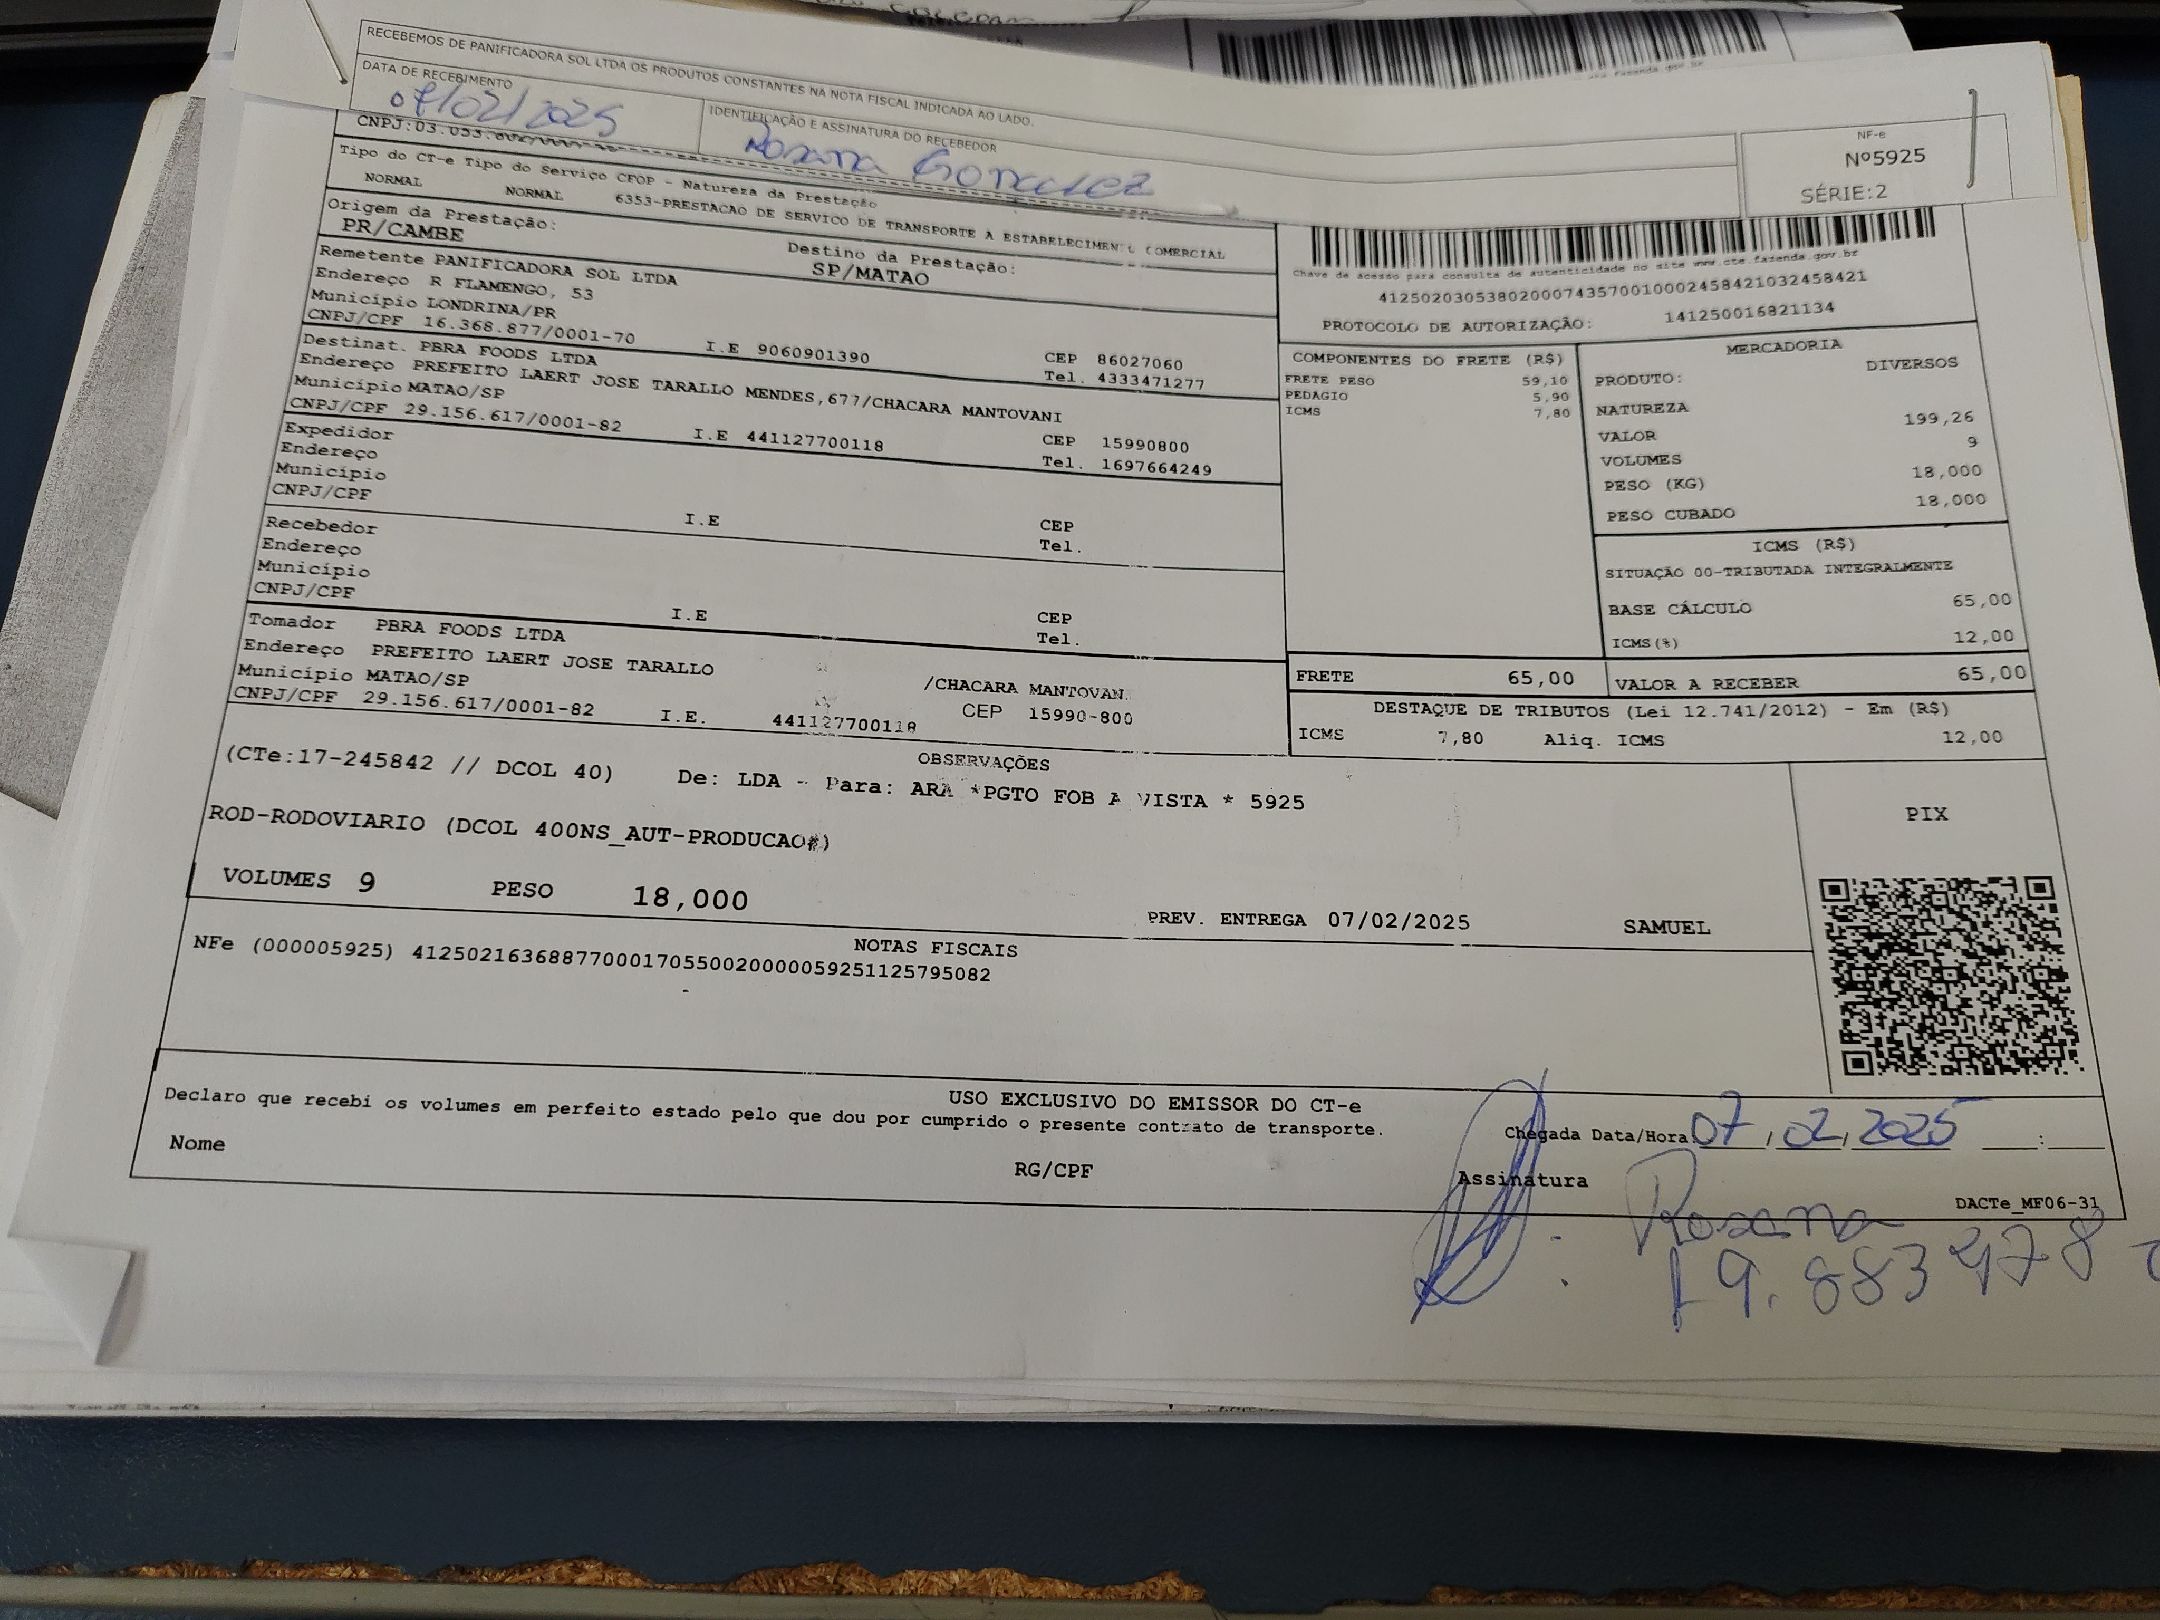 RECEBEMOS DE PANIFICADORA SOL LTDA OS PRODUTOS CONSTANTES NA NOTA FISCAL INDICADA AO LADO.
DATA DE RECEBIMENTO
07/02/2025
IDENTIFICAÇÃO E ASSINATURA DO RECEBEDOR
Rosana Gonzalez
NF-e
Nº5925
SÉRIE:2
Tipo do CT-e Tipo do Serviço CFOP - Natureza da Prestação
NORMAL NORMAL 6353-PRESTACAO DE SERVICO DE TRANSPORTE A ESTABELECIMENT COMERCIAL
Origem da Prestação:
PR/CAMBE
Destino da Prestação:
SP/MATAO
Remetente PANIFICADORA SOL LTDA
Endereço R FLAMENGO, 53
Município LONDRINA/PR
CNPJ/CPF 16.368.877/0001-70 I.E 9060901390
CEP 86027060
Tel. 4333471277
Destinat. PBRA FOODS LTDA
Endereço PREFEITO LAERT JOSE TARALLO MENDES,677/CHACARA MANTOVANI
Município MATAO/SP
CNPJ/CPF 29.156.617/0001-82 I.E 441127700118
CEP 15990800
Tel. 1697664249
Expedidor
Endereço
Município
CNPJ/CPF
I.E
CEP
Tel.
Recebedor
Endereço
Município
CNPJ/CPF
I.E
CEP
Tel.
Tomador PBRA FOODS LTDA
Endereço PREFEITO LAERT JOSE TARALLO
Município MATAO/SP /CHACARA MANTOVAN
CNPJ/CPF 29.156.617/0001-82 I.E. 441127700118 CEP 15990-800
Chave de acesso para consulta de autenticidade no site www.cte.fazenda.gov.br
41250203053802000743570010002458421032458421
PROTOCOLO DE AUTORIZAÇÃO: 141250016821134
COMPONENTES DO FRETE (R$)
FRETE PESO 59,10
PEDAGIO 5,90
ICMS 7,80
MERCADORIA
PRODUTO: DIVERSOS
NATUREZA
VALOR 199,26
VOLUMES 9
PESO (KG) 18,000
PESO CUBADO 18,000
ICMS (R$)
SITUAÇÃO 00-TRIBUTADA INTEGRALMENTE
BASE CÁLCULO 65,00
ICMS(%) 12,00
FRETE 65,00
VALOR A RECEBER 65,00
DESTAQUE DE TRIBUTOS (Lei 12.741/2012) - Em (R$)
ICMS 7,80 Aliq. ICMS 12,00
OBSERVAÇÕES
(CTe:17-245842 // DCOL 40) De: LDA - Para: ARA *PGTO FOB A VISTA * 5925
ROD-RODOVIARIO (DCOL 400NS_AUT-PRODUCAO#)
PIX
VOLUMES 9 PESO 18,000 PREV. ENTREGA 07/02/2025 SAMUEL
NOTAS FISCAIS
NFe (000005925) 41250216368877000170550020000059251125795082
USO EXCLUSIVO DO EMISSOR DO CT-e
Declaro que recebi os volumes em perfeito estado pelo que dou por cumprido o presente contrato de transporte.
Chegada Data/Hora 07/02/2025 :
Nome
RG/CPF
Assinatura
DACTe_MF06-31
Rosana
19.883478